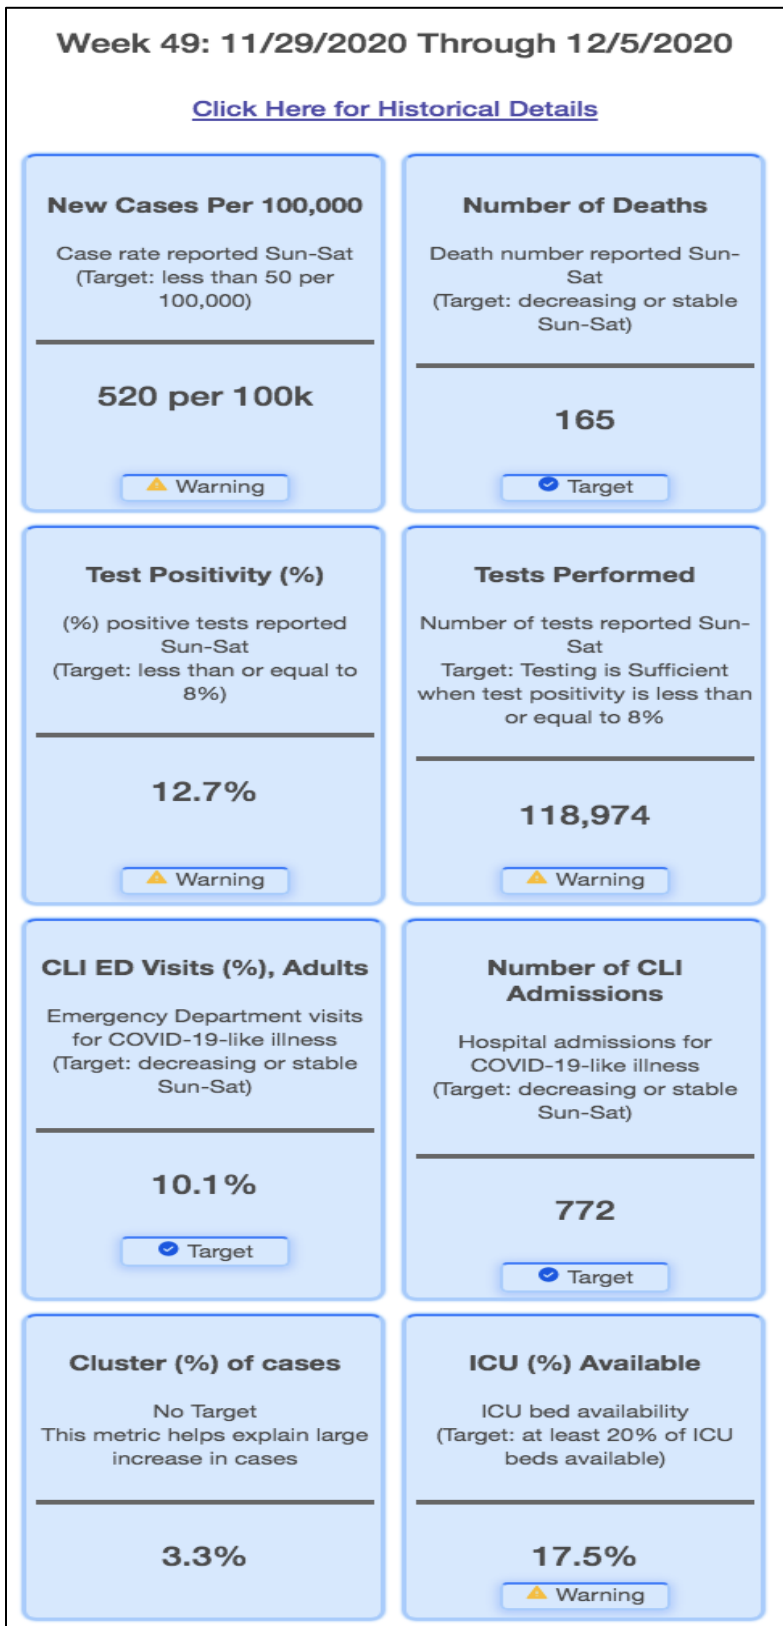 Week 49: 11/29/2020 Through 12/5/2020
Click Here for Historical Details
New Cases Per 100,000
Case rate reported Sun-Sat
(Target: less than 50 per
100,000)
520 per 100k
Warning
Number of Deaths
Death number reported Sun-
Sat
(Target: decreasing or stable
Sun-Sat)
165
Target
Test Positivity (%)
(%) positive tests reported
Sun-Sat
(Target: less than or equal to
8%)
12.7%
Warning
Tests Performed
Number of tests reported Sun-
Sat
Target: Testing is Sufficient
when test positivity is less than
or equal to 8%
118,974
Warning
CLI ED Visits (%), Adults
Emergency Department visits
for COVID-19-like illness
(Target: decreasing or stable
Sun-Sat)
10.1%
Target
Number of CLI
Admissions
Hospital admissions for
COVID-19-like illness
(Target: decreasing or stable
Sun-Sat)
772
Target
Cluster (%) of cases
No Target
This metric helps explain large
increase in cases
3.3%
ICU (%) Available
ICU bed availability
(Target: at least 20% of ICU
beds available)
17.5%
Warning